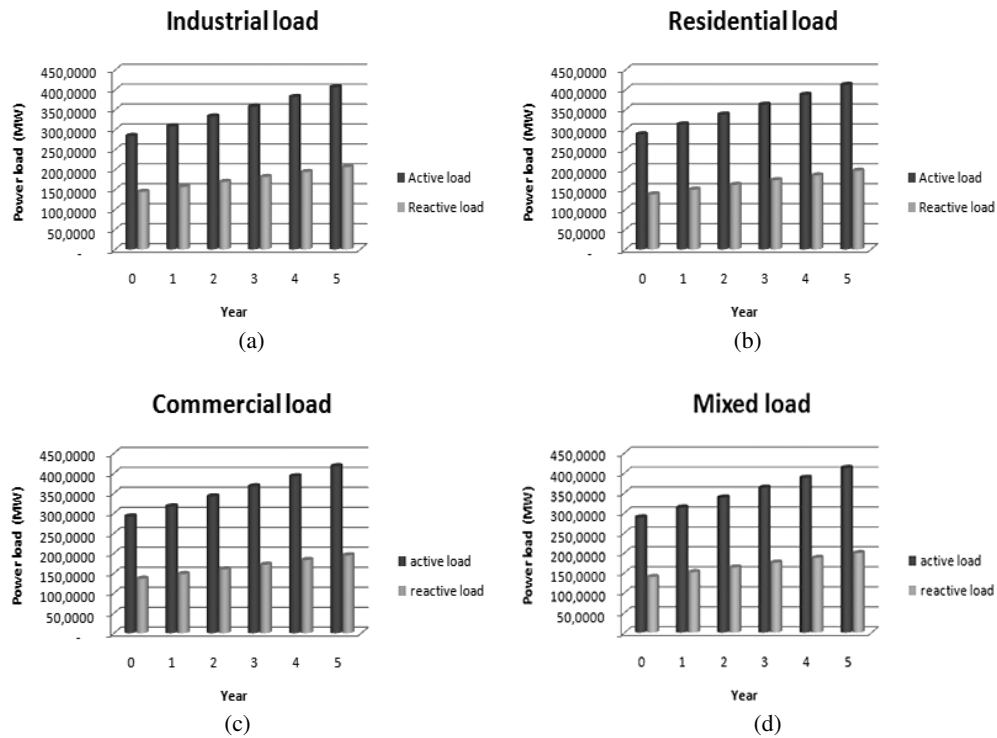 Industrial load
Power load (MW)
450,0000
400,0000
350,0000
300,0000
250,0000
200,0000
150,0000
100,0000
50,0000
-
0 1 2 3 4 5
Year
Active load
Reactive load
(a)
Residential load
Power load (MW)
450,0000
400,0000
350,0000
300,0000
250,0000
200,0000
150,0000
100,0000
50,0000
-
0 1 2 3 4 5
Year
Active load
Reactive load
(b)
Commercial load
Power load (MW)
450,0000
400,0000
350,0000
300,0000
250,0000
200,0000
150,0000
100,0000
50,0000
-
0 1 2 3 4 5
Year
active load
reactive load
(c)
Mixed load
Power load (MW)
450,0000
400,0000
350,0000
300,0000
250,0000
200,0000
150,0000
100,0000
50,0000
-
0 1 2 3 4 5
Year
active load
reactive load
(d)